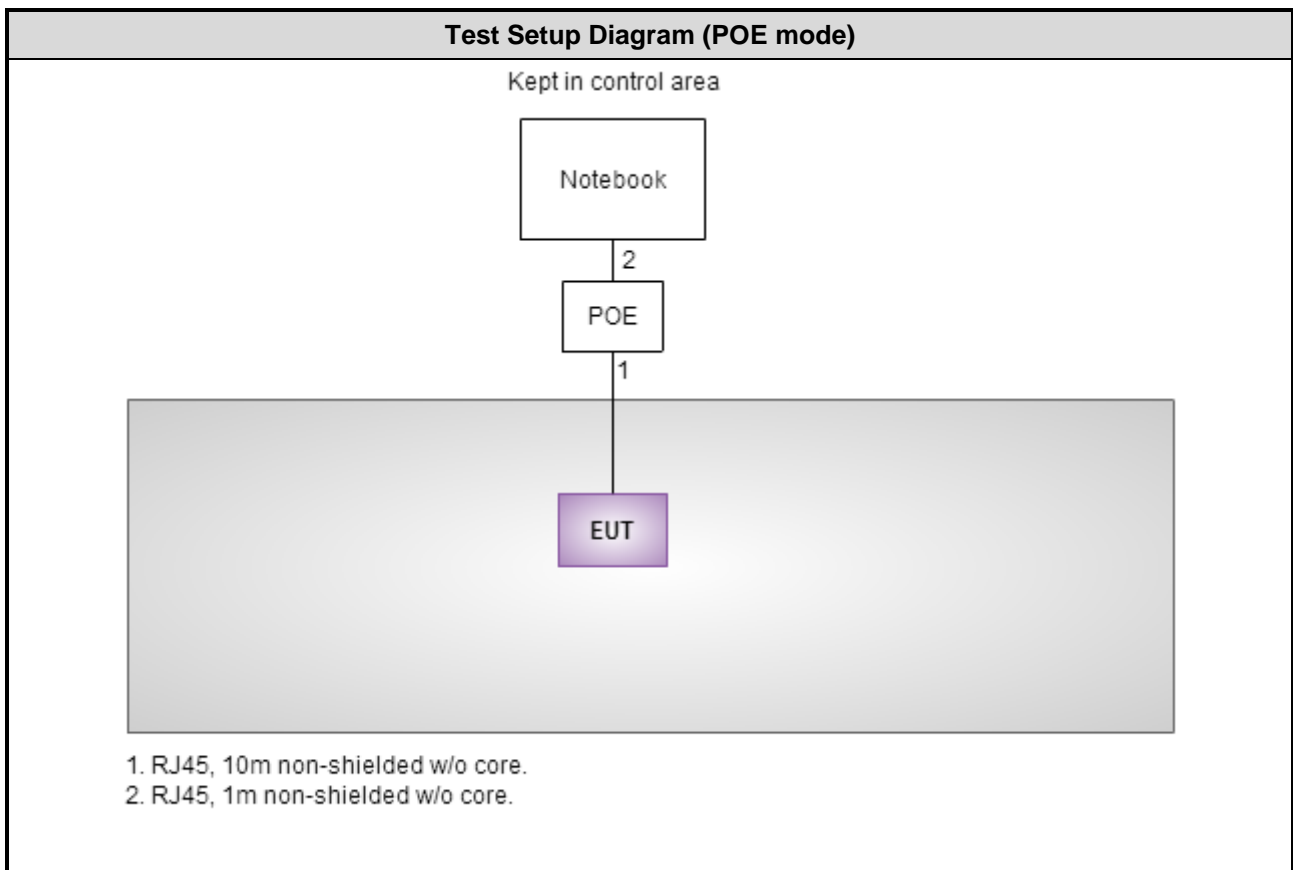 Test Setup Diagram (POE mode)
Kept in control area
Notebook
2
POE
1
EUT
1. RJ45, 10m non-shielded w/o core.
2. RJ45, 1m non-shielded w/o core.